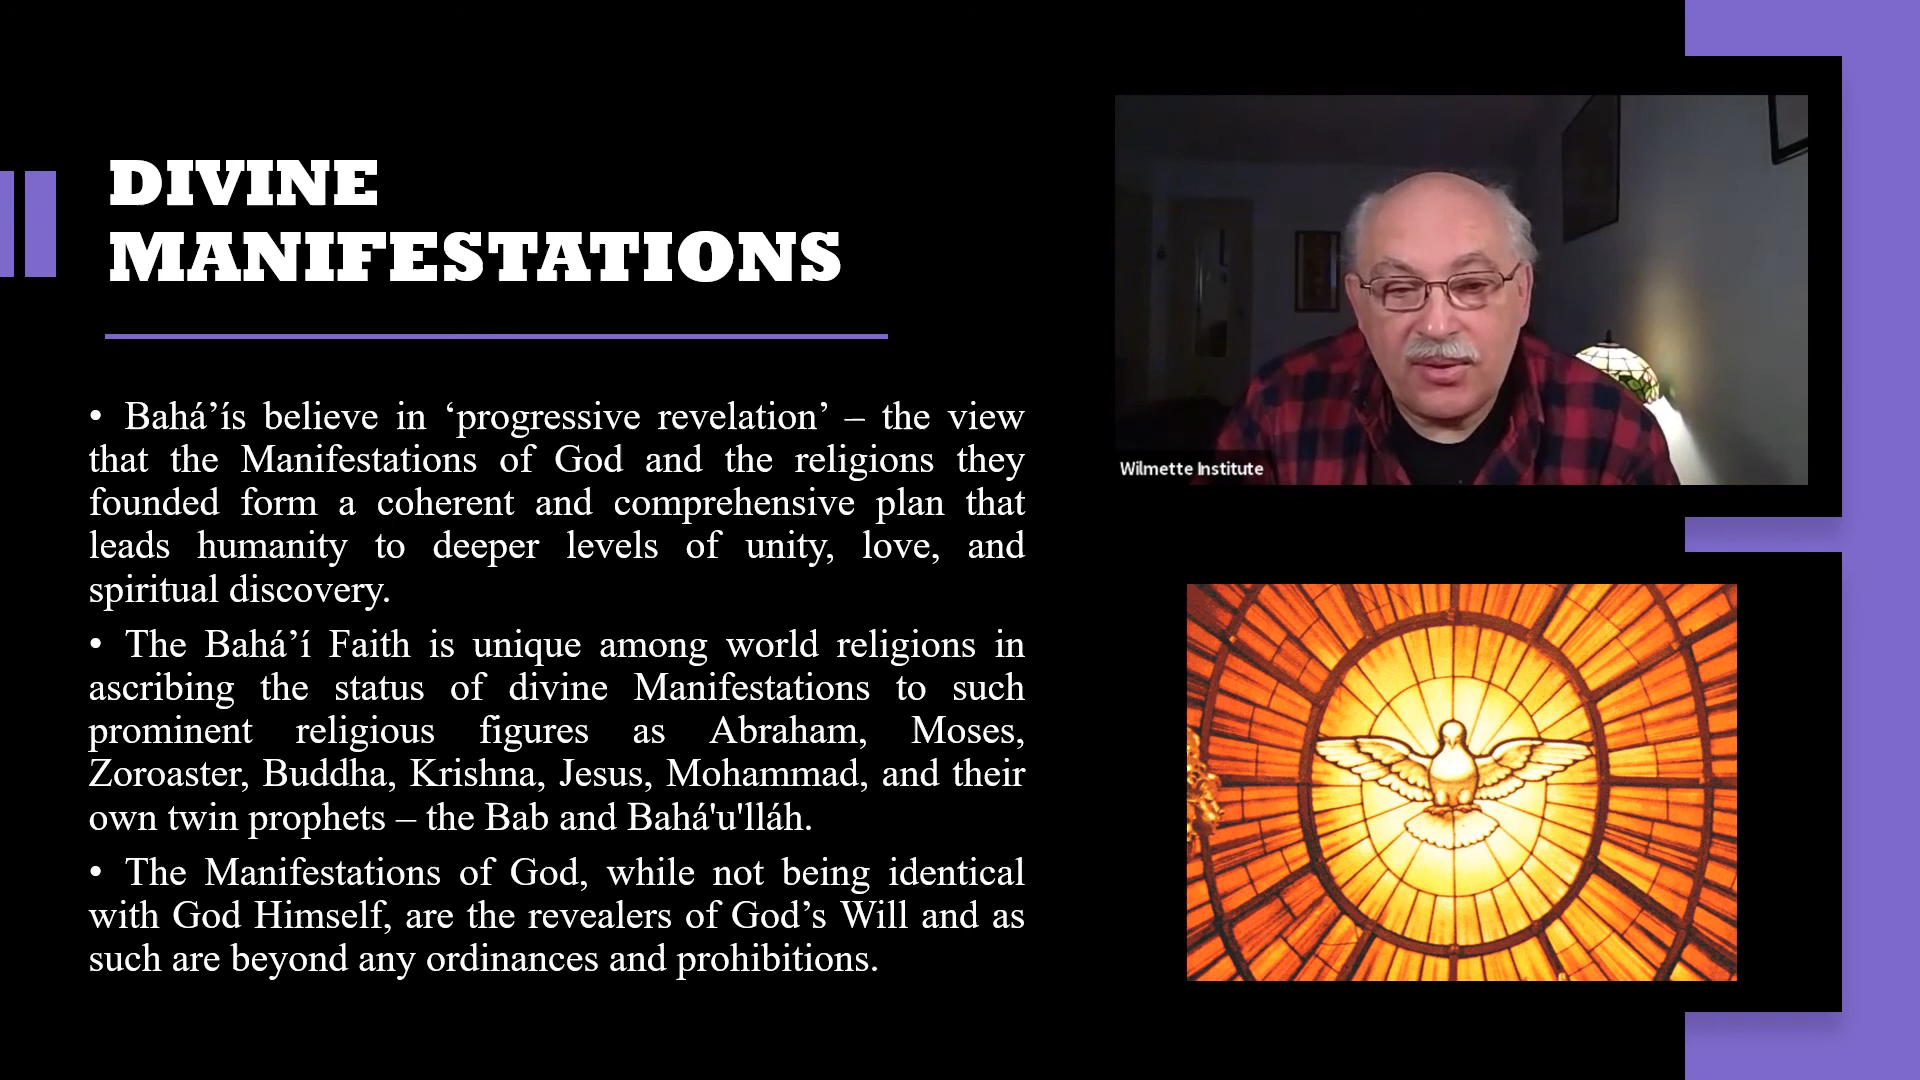 DIVINE
MANIFESTATIONS
• Bahá’ís believe in ‘progressive revelation’ – the view
that the Manifestations of God and the religions they
founded form a coherent and comprehensive plan that
leads humanity to deeper levels of unity, love, and
spiritual discovery.
• The Bahá’í Faith is unique among world religions in
ascribing the status of divine Manifestations to such
prominent religious figures as Abraham, Moses,
Zoroaster, Buddha, Krishna, Jesus, Mohammad, and their
own twin prophets – the Bab and Bahá'u'lláh.
• The Manifestations of God, while not being identical
with God Himself, are the revealers of God’s Will and as
such are beyond any ordinances and prohibitions.
Wilmette Institute